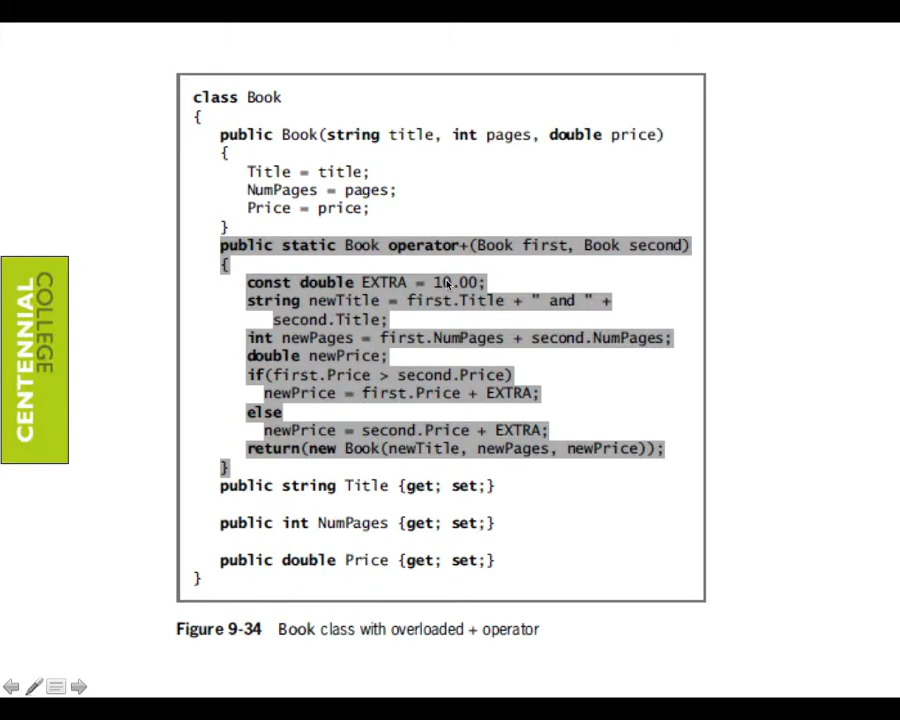 class Book
{
public Book(string title, int pages, double price)
{
Title = title;
NumPages = pages;
Price = price;
}
public static Book operator+(Book first, Book second)
{
const double EXTRA = 10.00;
string newTitle = first.Title + " and " +
second.Title;
int newPages = first.NumPages + second.NumPages;
double newPrice;
if(first.Price > second.Price)
newPrice = first.Price + EXTRA;
else
newPrice = second.Price + EXTRA;
return(new Book(newTitle, newPages, newPrice));
}
public string Title {get; set;}
public int NumPages {get; set;}
public double Price {get; set;}
}
Figure 9-34 Book class with overloaded + operator
CENTENNIAL
COLLEGE